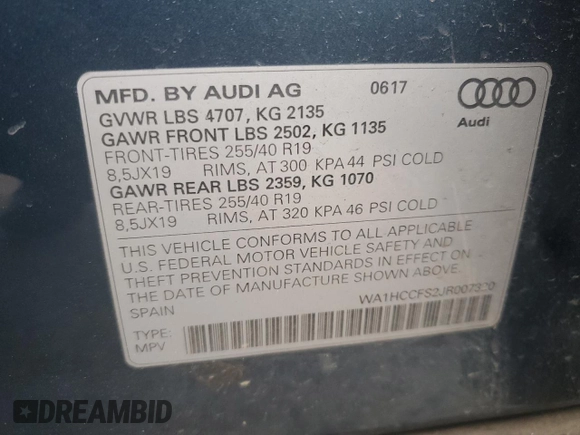 MFD. BY AUDI AG 0617
Audi
GVWR LBS 4707, KG 2135
GAWR FRONT LBS 2502, KG 1135
FRONT-TIRES 255/40 R19
8,5JX19 RIMS, AT 300 KPA 44 PSI COLD
GAWR REAR LBS 2359, KG 1070
REAR-TIRES 255/40 R19
8,5JX19 RIMS, AT 320 KPA 46 PSI COLD
THIS VEHICLE CONFORMS TO ALL APPLICABLE
U.S. FEDERAL MOTOR VEHICLE SAFETY AND
THEFT PREVENTION STANDARDS IN EFFECT ON
THE DATE OF MANUFACTURE SHOWN ABOVE.
SPAIN
TYPE:
MPV
DREAMBID